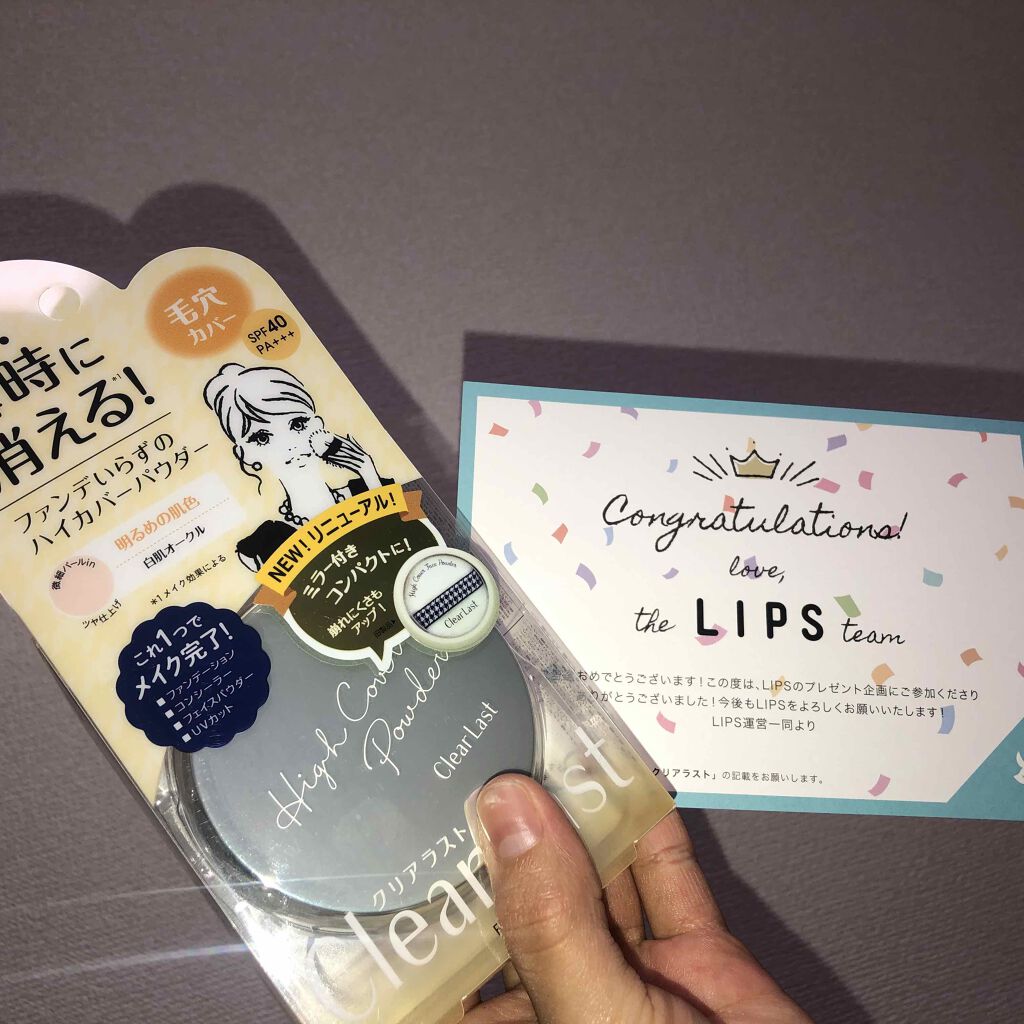 毛穴
カバー
SPF40
PA+++
時に
消える!
*1
ファンデいらずの
ハイカバーパウダー
明るめの肌色
白肌オークル
微細パールin
ツヤ仕上げ
*1メイク効果による
NEW!リニューアル!
ミラー付き
コンパクトに!
崩れにくさも
アップ!
High Cover Face Powder
ClearLast
これ1つで
メイク完了!
■ファンデーション
■コンシーラー
■フェイスパウダー
■UVカット
High Cover
Powder
ClearLast
クリアラスト
Clear st
Congratulations!
love,
the LIPS team
おめでとうございます!この度は、LIPSのプレゼント企画にご参加くださり
ありがとうございました!今後もLIPSをよろしくお願いいたします!
LIPS運営一同より
クリアラスト」の記載をお願いします。